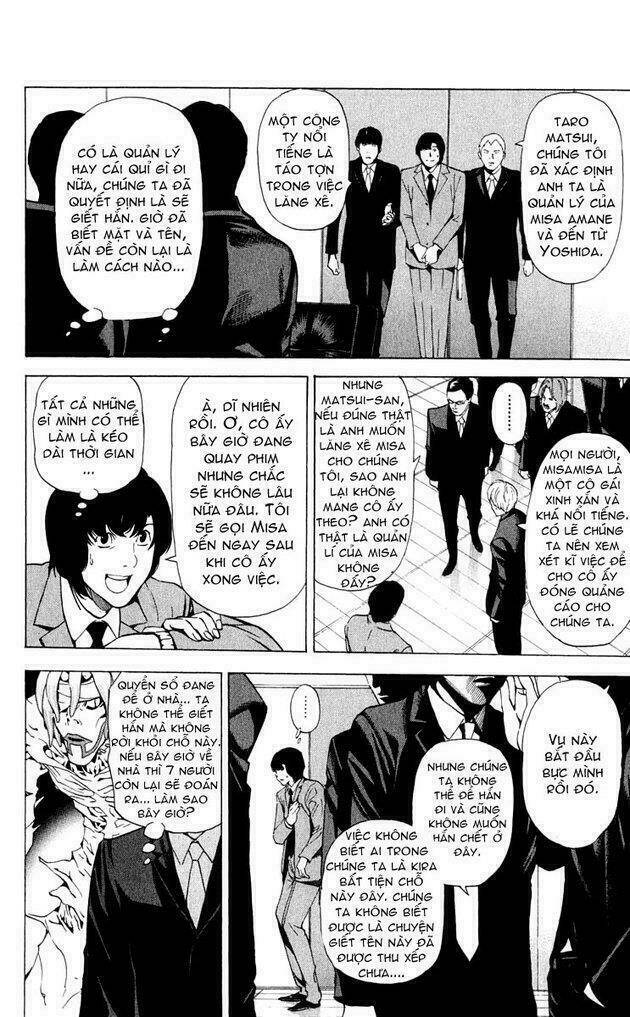 TARO
MATSUI,
CHÚNG TÔI
ĐÃ XÁC ĐỊNH
ANH TA LÀ
QUẢN LÝ CỦA
MISA AMANE
VÀ ĐẾN TỪ
YOSHIDA.
MỘT CÔNG
TY NỔI
TIẾNG LÀ
TÁO TỢN
TRONG VIỆC
LĂNG XÊ.
CÓ LÀ QUẢN LÝ
HAY CÁI QUỈ GÌ ĐI
NỮA, CHÚNG TA ĐÃ
QUYẾT ĐỊNH LÀ SẼ
GIẾT HẮN. GIỜ ĐÃ
BIẾT MẶT VÀ TÊN,
VẤN ĐỀ CÒN LẠI LÀ
LÀM CÁCH NÀO...
......
MỌI NGƯỜI,
MISAMISA LÀ
MỘT CÔ GÁI
XINH XẮN VÀ
KHÁ NỔI TIẾNG.
CÓ LẼ CHÚNG TA
NÊN XEM
XÉT KĨ VIỆC ĐỂ
CHO CÔ ẤY
ĐÓNG QUẢNG
CÁO CHO
CHÚNG TA.
NHƯNG
MATSUI-SAN,
NẾU ĐÚNG THẬT
LÀ ANH MUỐN
LĂNG XÊ MISA
CHO CHÚNG
TÔI, SAO ANH
LẠI KHÔNG
MANG CÔ ẤY
THEO? ANH CÓ
THẬT LÀ QUẢN
LÍ CỦA MISA
KHÔNG
ĐẤY?
À, DĨ NHIÊN
RỒI. Ơ, CÔ ẤY
BÂY GIỜ ĐANG
QUAY PHIM
NHƯNG CHẮC
SẼ KHÔNG LÂU
NỮA ĐÂU. TÔI
SẼ GỌI MISA
ĐẾN NGAY SAU
KHI CÔ ẤY
XONG VIỆC.
TẤT CẢ NHỮNG
GÌ MÌNH CÓ THỂ
LÀM LÀ KÉO
DÀI THỜI GIAN
...
VỤ NÀY
BẮT ĐẦU
BỰC MÌNH
RỒI ĐÓ.
NHƯNG CHÚNG
TA KHÔNG
THỂ ĐỂ HẮN
ĐI VÀ CŨNG
KHÔNG MUỐN
HẮN CHẾT Ở
ĐÂY.
VIỆC KHÔNG
BIẾT AI TRONG
CHÚNG TA LÀ KIRA
BẤT TIỆN CHỖ
NÀY ĐÂY. CHÚNG
TA KHÔNG BIẾT
ĐƯỢC LÀ CHUYỆN
GIẾT TÊN NÀY ĐÃ
ĐƯỢC THU XẾP
CHƯA....
......
QUYỂN SỔ ĐANG
ĐỂ Ở NHÀ... TA
KHÔNG THỂ GIẾT
HẮN MÀ KHÔNG
RỜI KHỎI CHỖ NÀY.
NẾU BÂY GIỜ VỀ
NHÀ THÌ 7 NGƯỜI
CÒN LẠI SẼ ĐOÁN
RA... LÀM SAO
BÂY GIỜ?